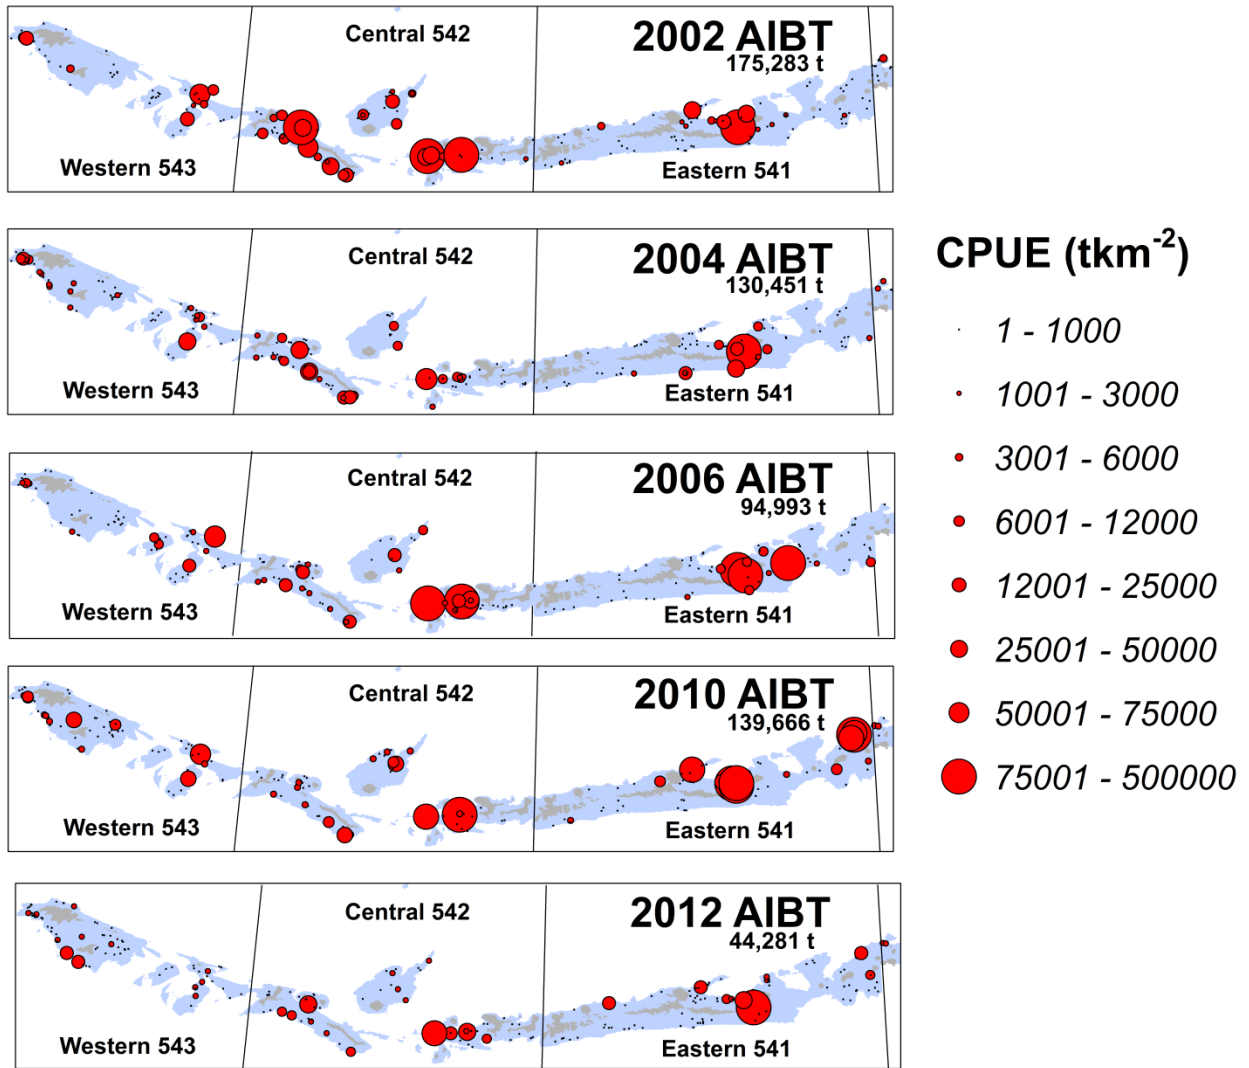 Central 542
2002 AIBT
175,283 t
Western 543
Eastern 541
Central 542
2004 AIBT
130,451 t
Western 543
Eastern 541
Central 542
2006 AIBT
94,993 t
Western 543
Eastern 541
Central 542
2010 AIBT
139,666 t
Western 543
Eastern 541
Central 542
2012 AIBT
44,281 t
Western 543
Eastern 541
CPUE (tkm-2)
1 - 1000
1001 - 3000
3001 - 6000
6001 - 12000
12001 - 25000
25001 - 50000
50001 - 75000
75001 - 500000